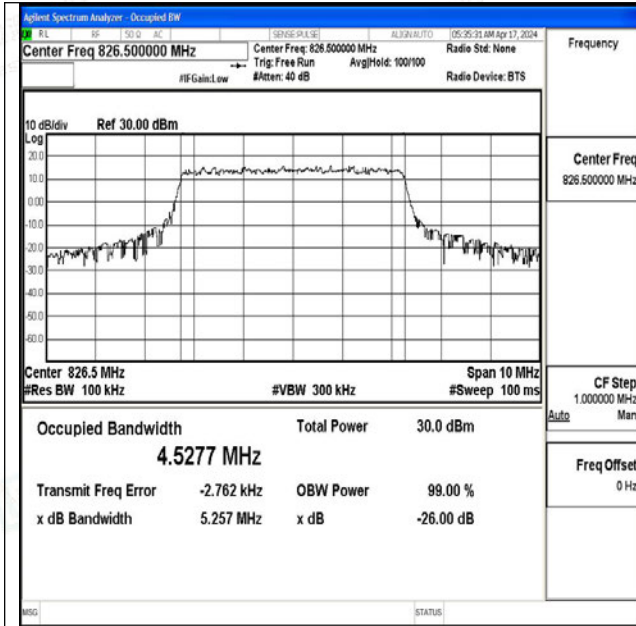 Agilent Spectrum Analyzer - Occupied BW
RL RF 50 Ω AC SENSE:PULSE ALIGNAUTO 05:35:31 AM Apr 17, 2024
Center Freq 826.500000 MHz
Center Freq: 826.500000 MHz
Radio Std: None
Trig: Free Run Avg|Hold: 100/100
#IFGain:Low
#Atten: 40 dB
Radio Device: BTS
10 dB/div Ref 30.00 dBm
Log
20.0
10.0
0.00
-10.0
-20.0
-30.0
-40.0
-50.0
-60.0
Center 826.5 MHz Span 10 MHz
#Res BW 100 kHz #VBW 300 kHz #Sweep 100 ms
Occupied Bandwidth Total Power 30.0 dBm
4.5277 MHz
Transmit Freq Error -2.762 kHz OBW Power 99.00 %
x dB Bandwidth 5.257 MHz x dB -26.00 dB
MSG STATUS
Frequency
Center Freq
826.500000 MHz
CF Step
1.000000 MHz
Auto Man
Freq Offset
0 Hz